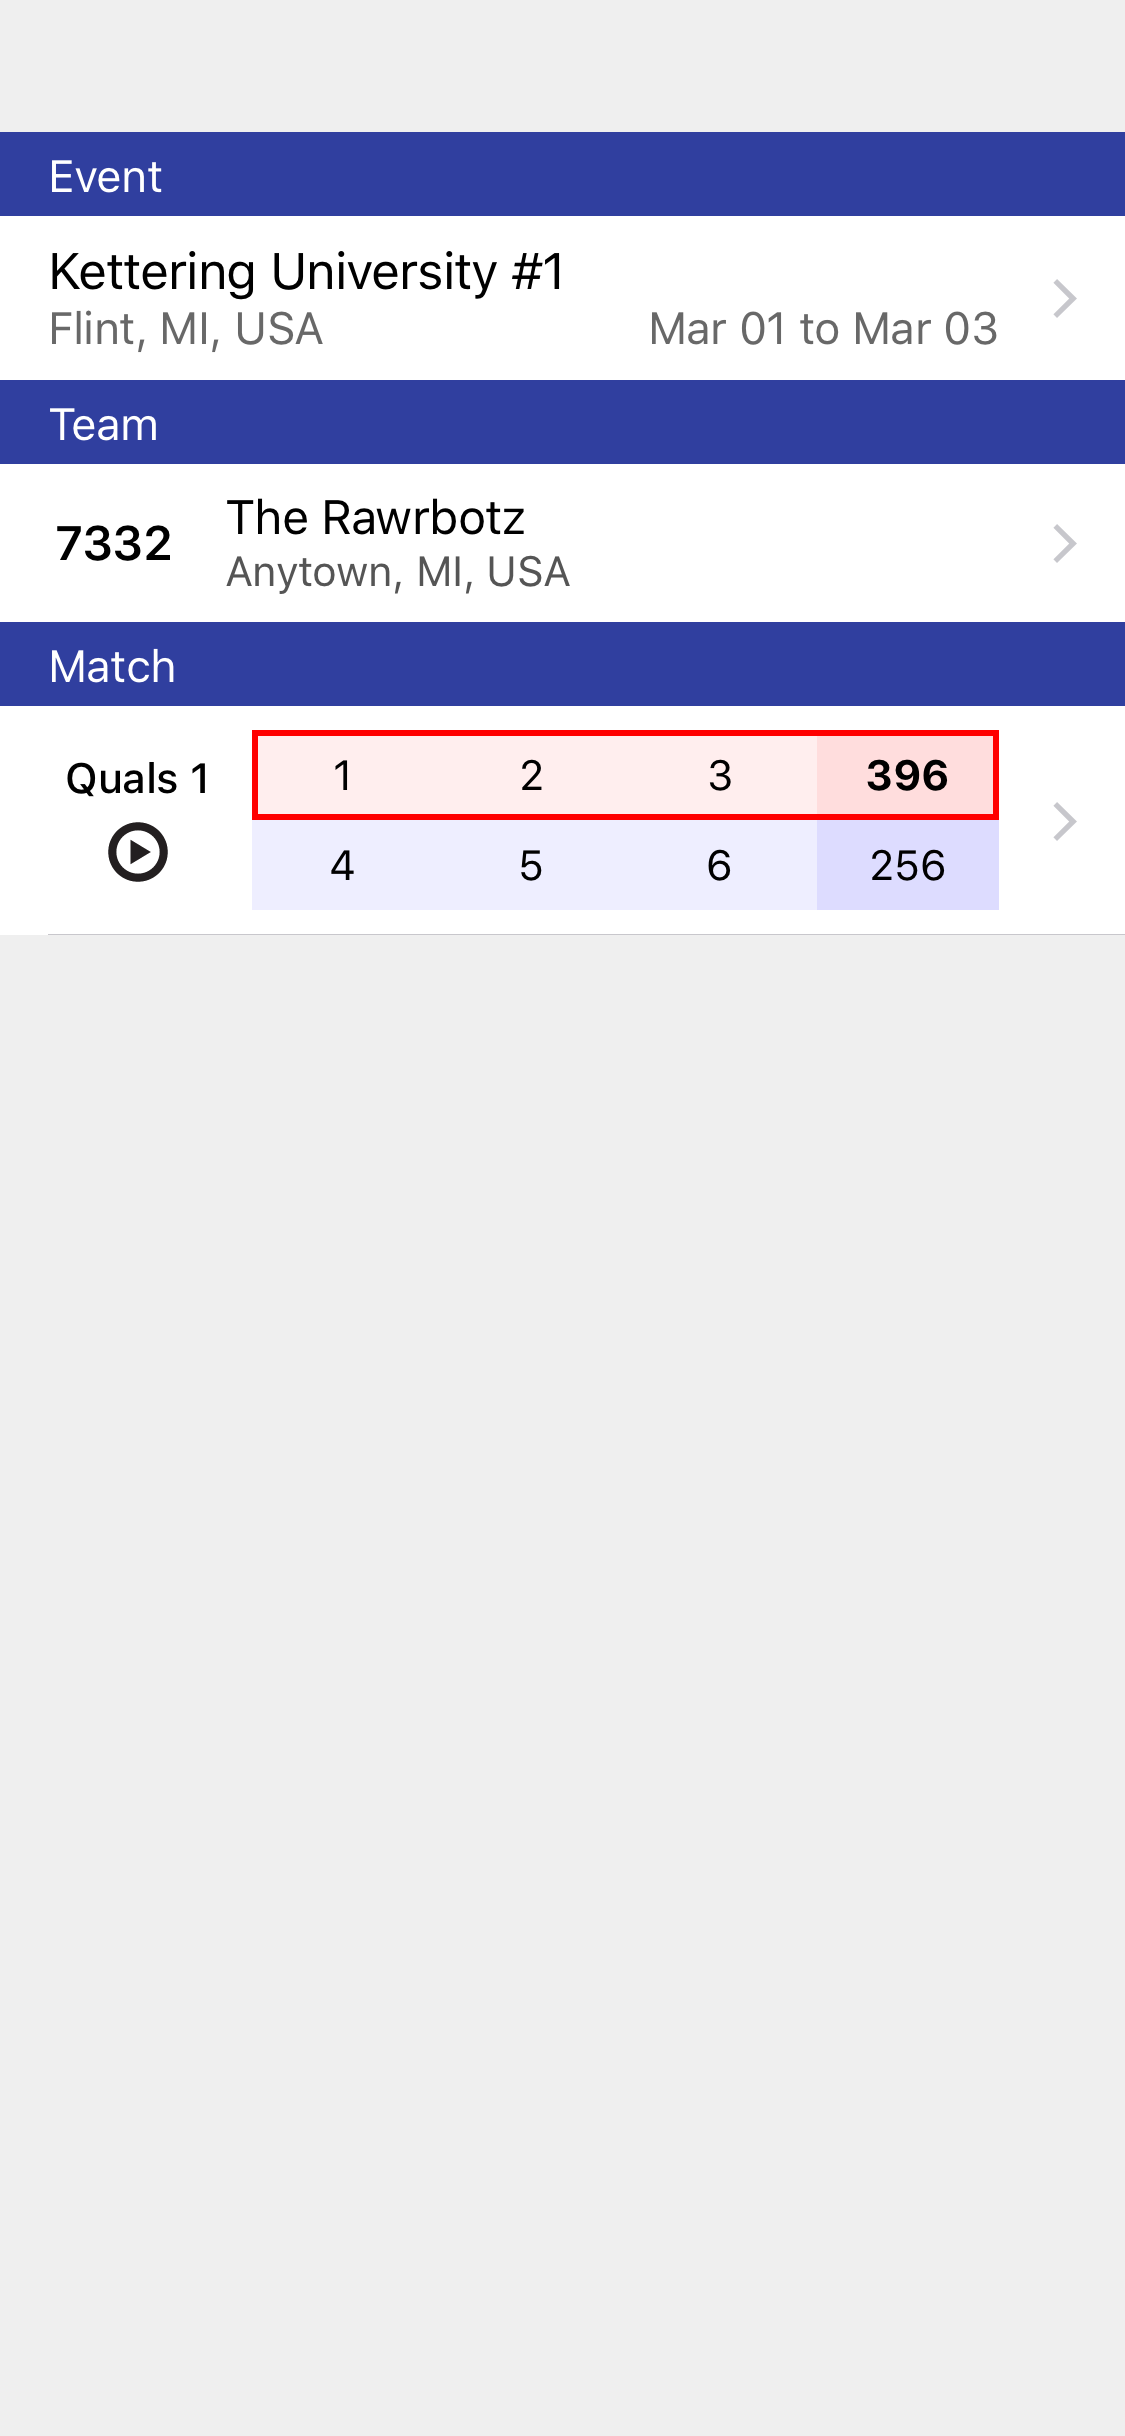 Event
Kettering University #1
Flint, MI, USA Mar 01 to Mar 03
Team
7332 The Rawrbotz
Anytown, MI, USA
Match
Quals 1 1 2 3 396
4 5 6 256